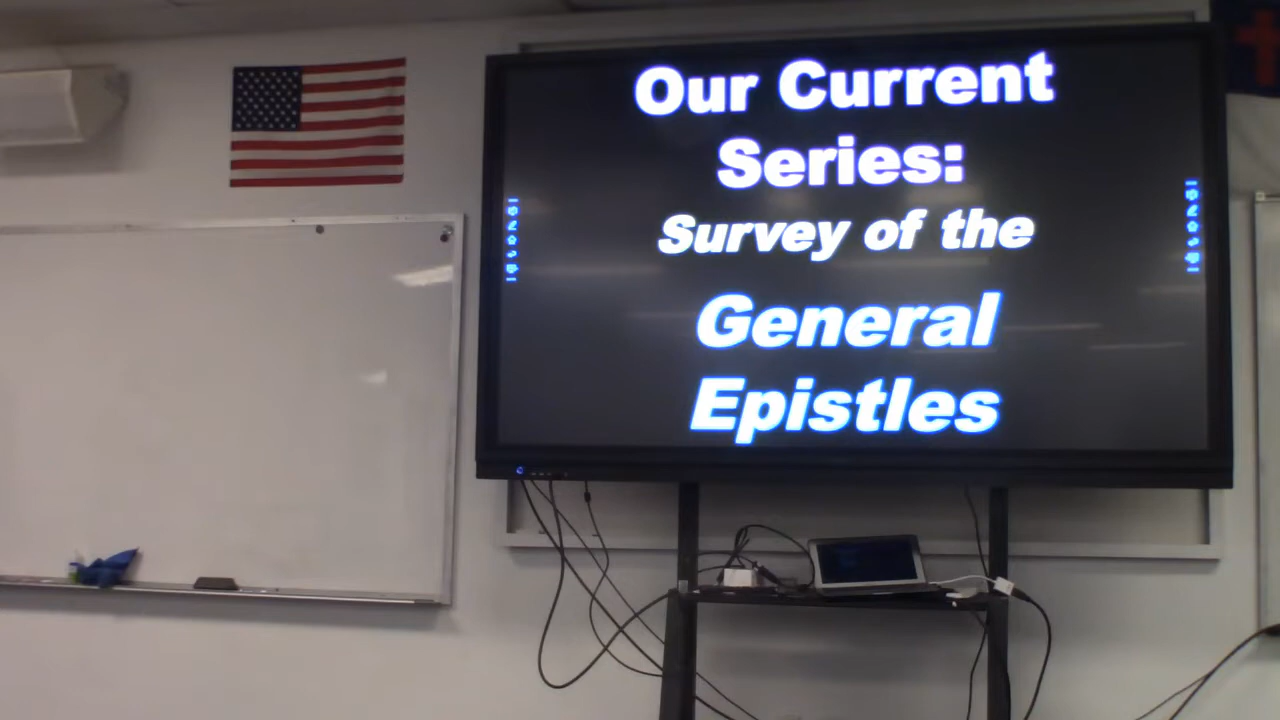 Our Current
Series:
Survey of the
General
Epistles